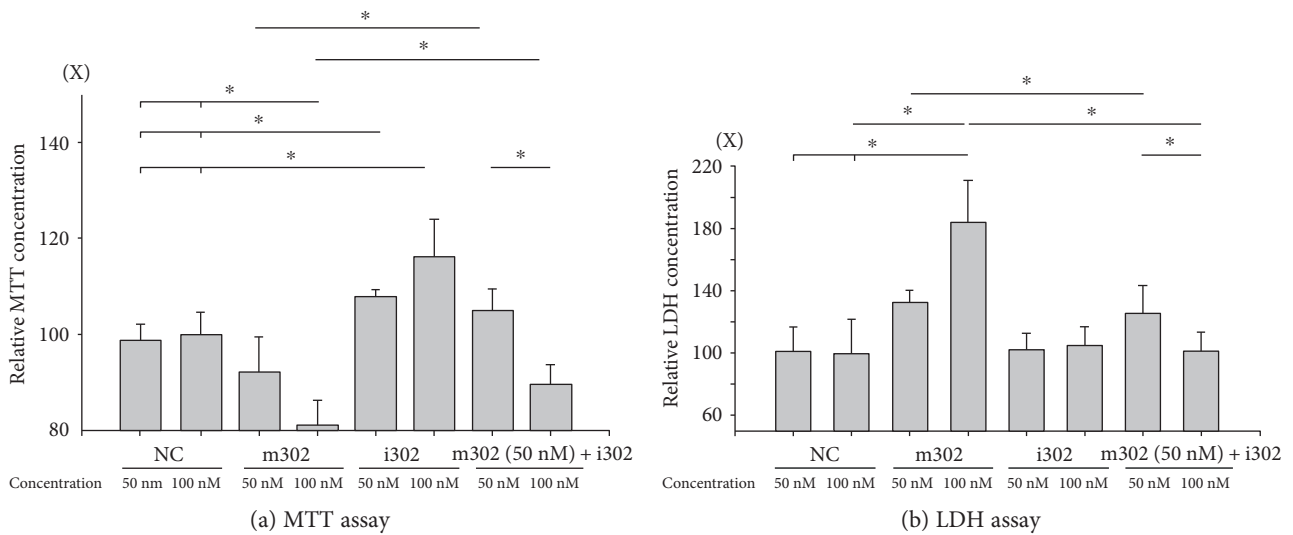 *
*
(X)
*
*
*
*
140
120
100
80
Relative MTT concentration
NC
m302
i302
m302 (50 nM) + i302
Concentration
50 nm
100 nM
50 nM
100 nM
50 nM
100 nM
50 nM
100 nM
(a) MTT assay
*
*
*
(X)
*
*
220
180
140
100
60
Relative LDH concentration
NC
m302
i302
m302 (50 nM) + i302
Concentration
50 nM
100 nM
50 nM
100 nM
50 nM
100 nM
50 nM
100 nM
(b) LDH assay